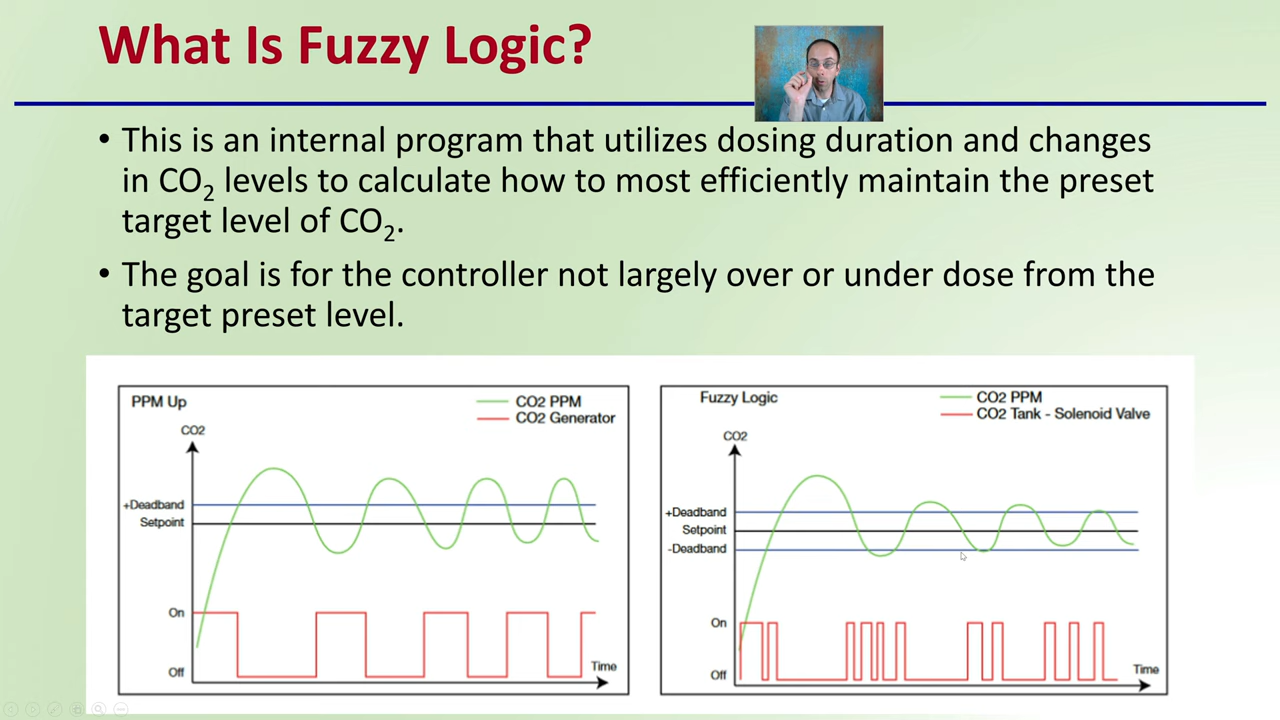 What Is Fuzzy Logic?
• This is an internal program that utilizes dosing duration and changes
in CO₂ levels to calculate how to most efficiently maintain the preset
target level of CO₂.
• The goal is for the controller not largely over or under dose from the
target preset level.
PPM Up
CO2 PPM
CO2 Generator
CO2
+Deadband
Setpoint
On
Off
Time
Fuzzy Logic
CO2 PPM
CO2 Tank - Solenoid Valve
CO2
+Deadband
Setpoint
-Deadband
On
Off
Time